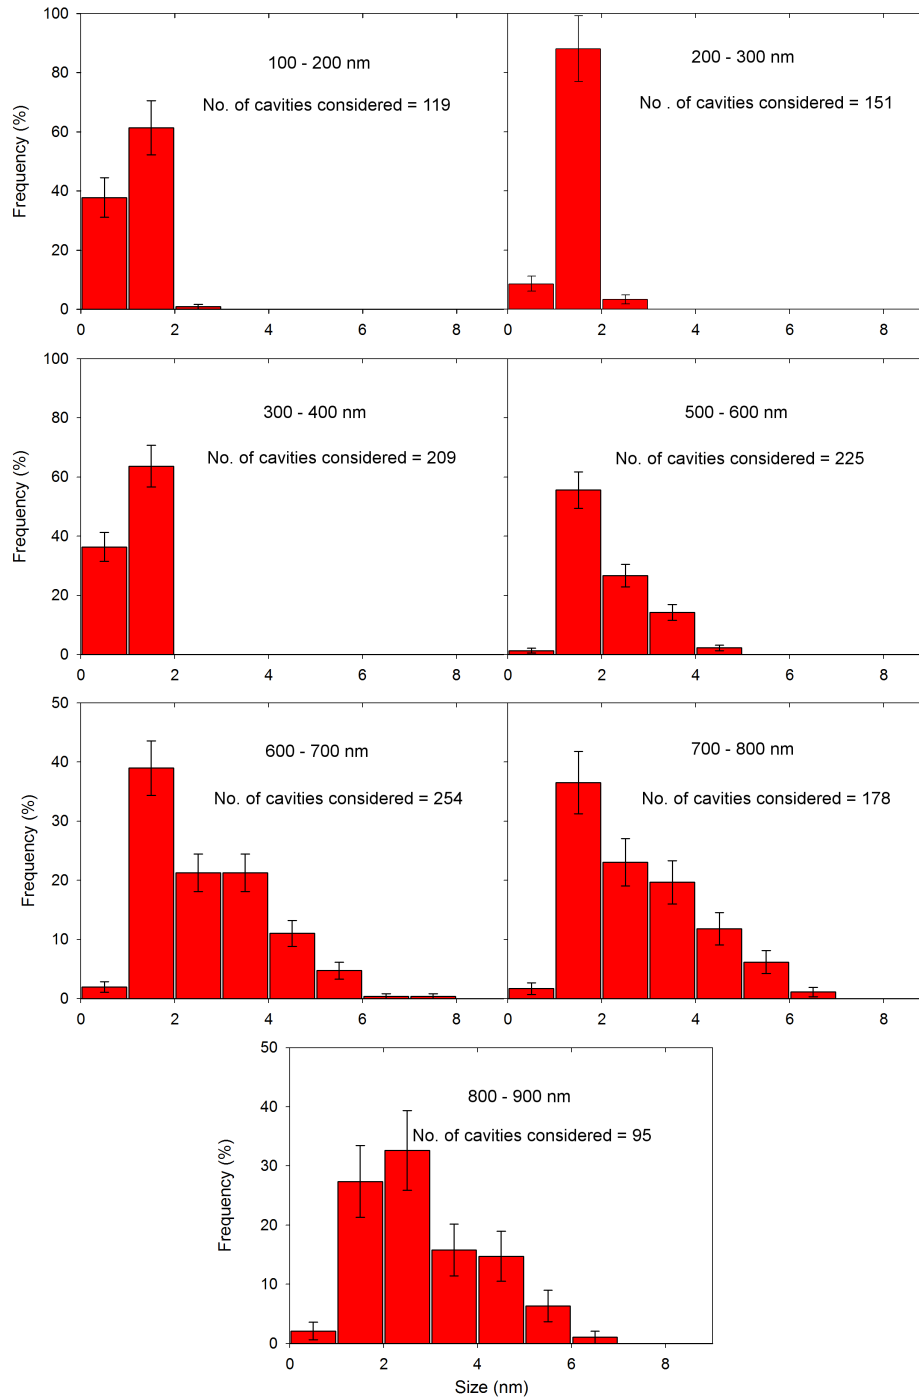 100
80
60
40
20
0
Frequency (%)
100 - 200 nm
No. of cavities considered = 119
0 2 4 6 8
200 - 300 nm
No . of cavities considered = 151
0 2 4 6 8
100
80
60
40
20
0
Frequency (%)
300 - 400 nm
No. of cavities considered = 209
0 2 4 6 8
500 - 600 nm
No. of cavities considered = 225
0 2 4 6 8
50
40
30
20
10
0
Frequency (%)
600 - 700 nm
No. of cavities considered = 254
0 2 4 6 8
700 - 800 nm
No. of cavities considered = 178
0 2 4 6 8
50
40
30
20
10
0
Frequency (%)
800 - 900 nm
No. of cavities considered = 95
0 2 4 6 8
Size (nm)